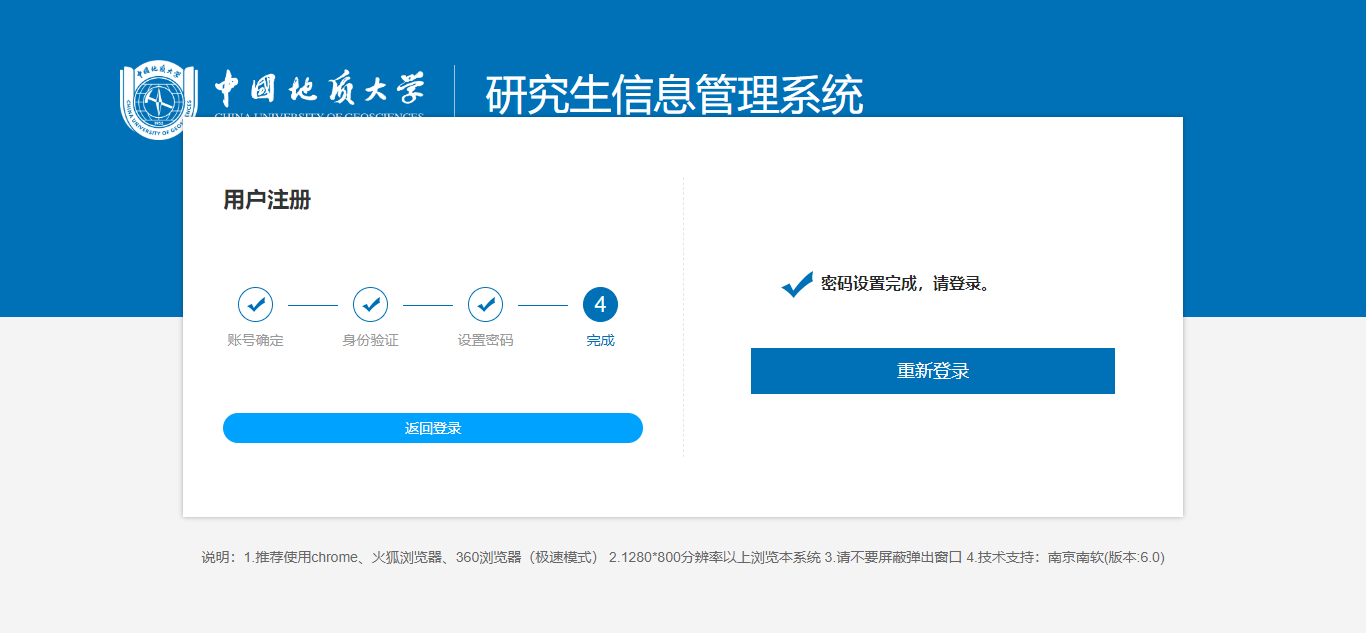 中國地质大学
CHINA UNIVERSITY OF GEOSCIENCES
研究生信息管理系统
用户注册
4
账号确定
身份验证
设置密码
完成
返回登录
密码设置完成，请登录。
重新登录
说明：1.推荐使用chrome、火狐浏览器、360浏览器（极速模式） 2.1280*800分辨率以上浏览本系统 3.请不要屏蔽弹出窗口 4.技术支持：南京南软(版本:6.0)